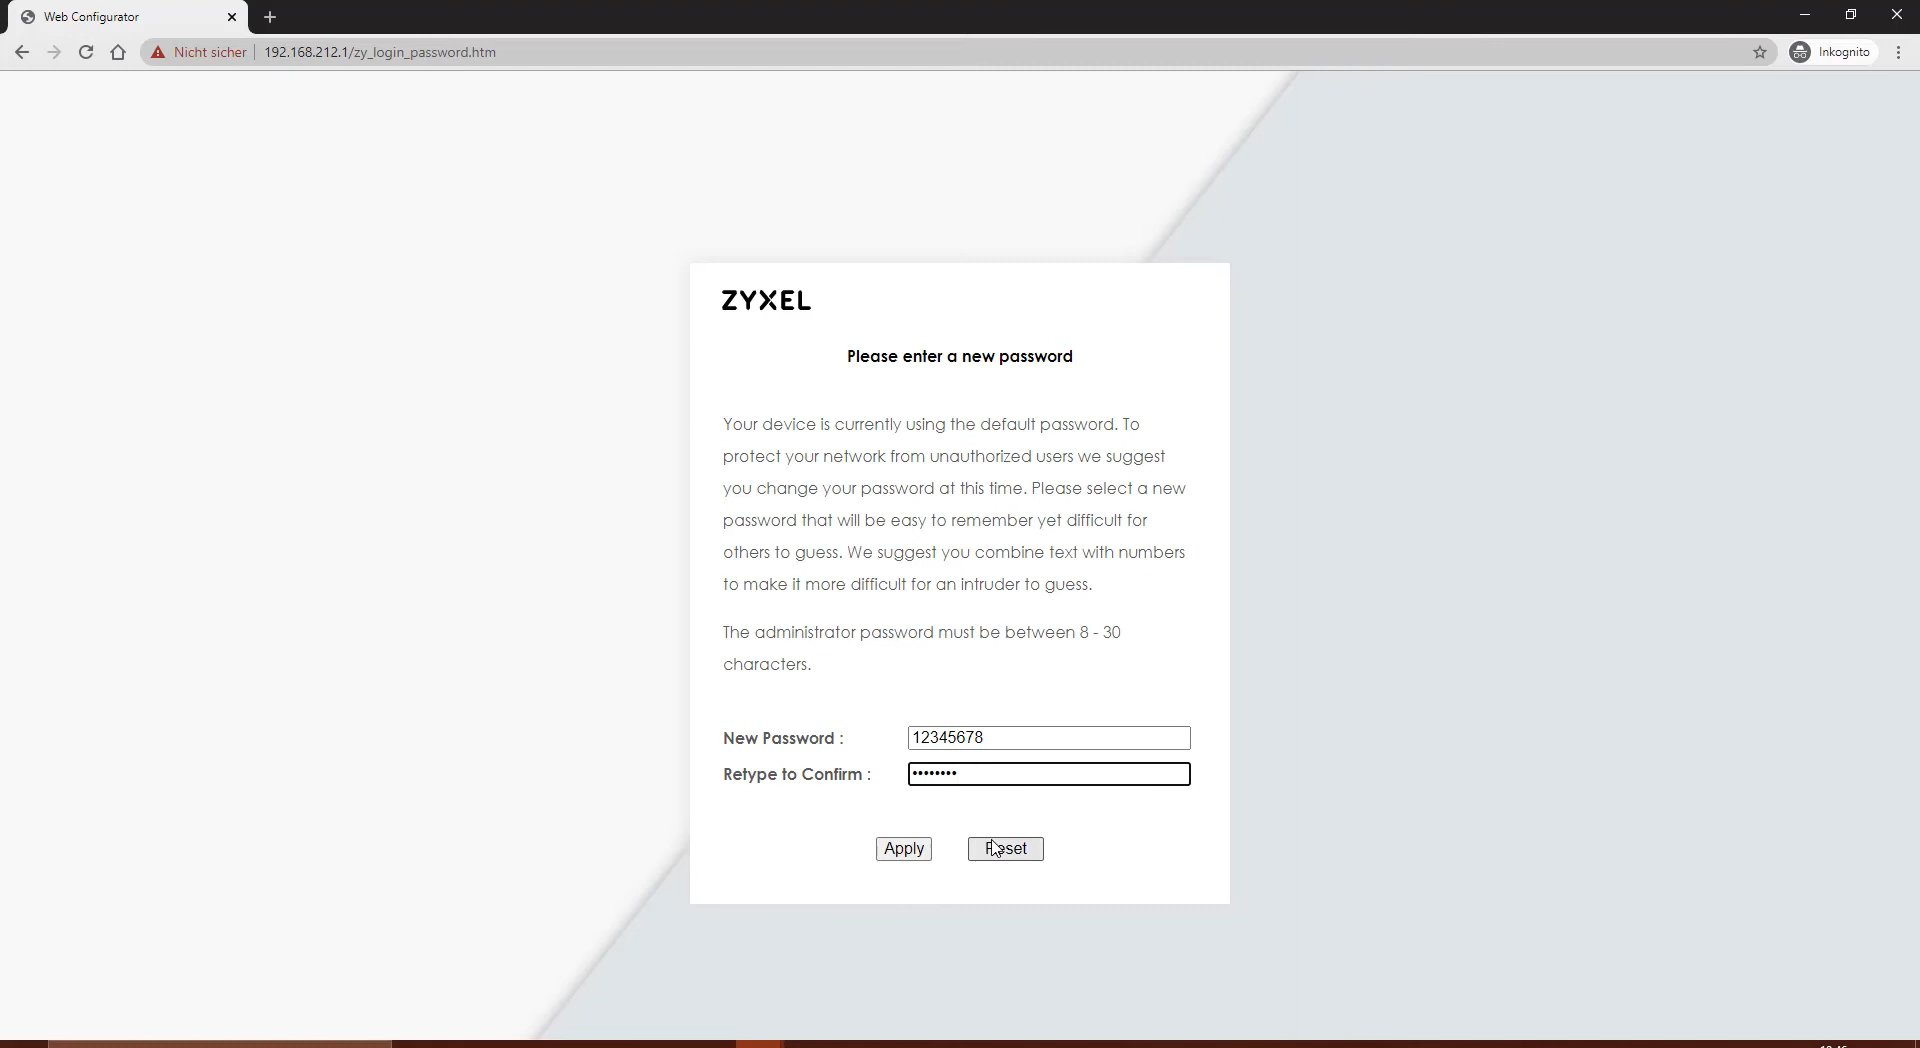 Web Configurator
Nicht sicher
192.168.212.1/zy_login_password.htm
Inkognito
ZYXEL
Please enter a new password
Your device is currently using the default password. To
protect your network from unauthorized users we suggest
you change your password at this time. Please select a new
password that will be easy to remember yet difficult for
others to guess. We suggest you combine text with numbers
to make it more difficult for an intruder to guess.
The administrator password must be between 8 - 30
characters.
New Password : 12345678
Retype to Confirm : ••••••••
Apply Reset